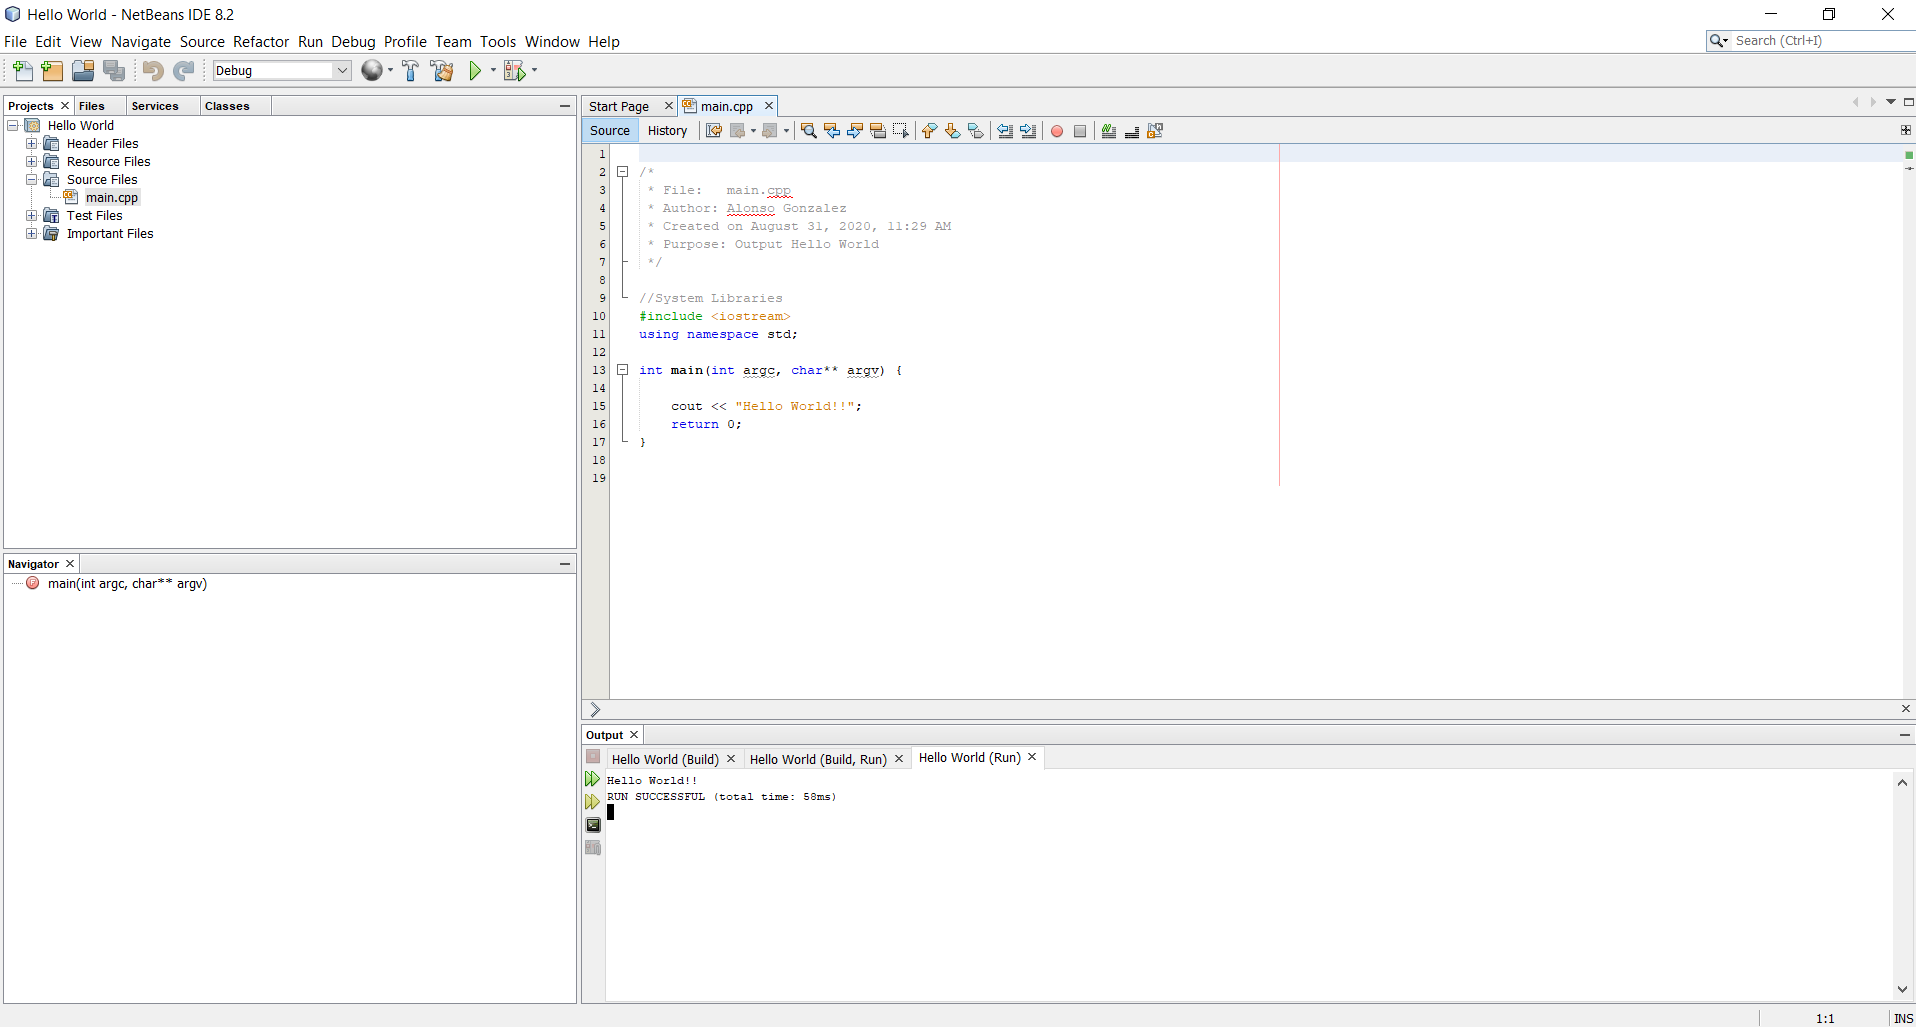 Hello World - NetBeans IDE 8.2
File Edit View Navigate Source Refactor Run Debug Profile Team Tools Window Help
Search (Ctrl+I)
Debug
Projects Files Services Classes
Hello World
Header Files
Resource Files
Source Files
main.cpp
Test Files
Important Files
Navigator
main(int argc, char** argv)
Start Page main.cpp
Source History
1
2 /*
3 * File:   main.cpp
4 * Author: Alonso Gonzalez
5 * Created on August 31, 2020, 11:29 AM
6 * Purpose: Output Hello World
7 */
8
9 //System Libraries
10 #include <iostream>
11 using namespace std;
12
13 int main(int argc, char** argv) {
14
15     cout << "Hello World!!";
16     return 0;
17 }
18
19
Output
Hello World (Build) Hello World (Build, Run) Hello World (Run)
Hello World!!
RUN SUCCESSFUL (total time: 58ms)
1:1 INS